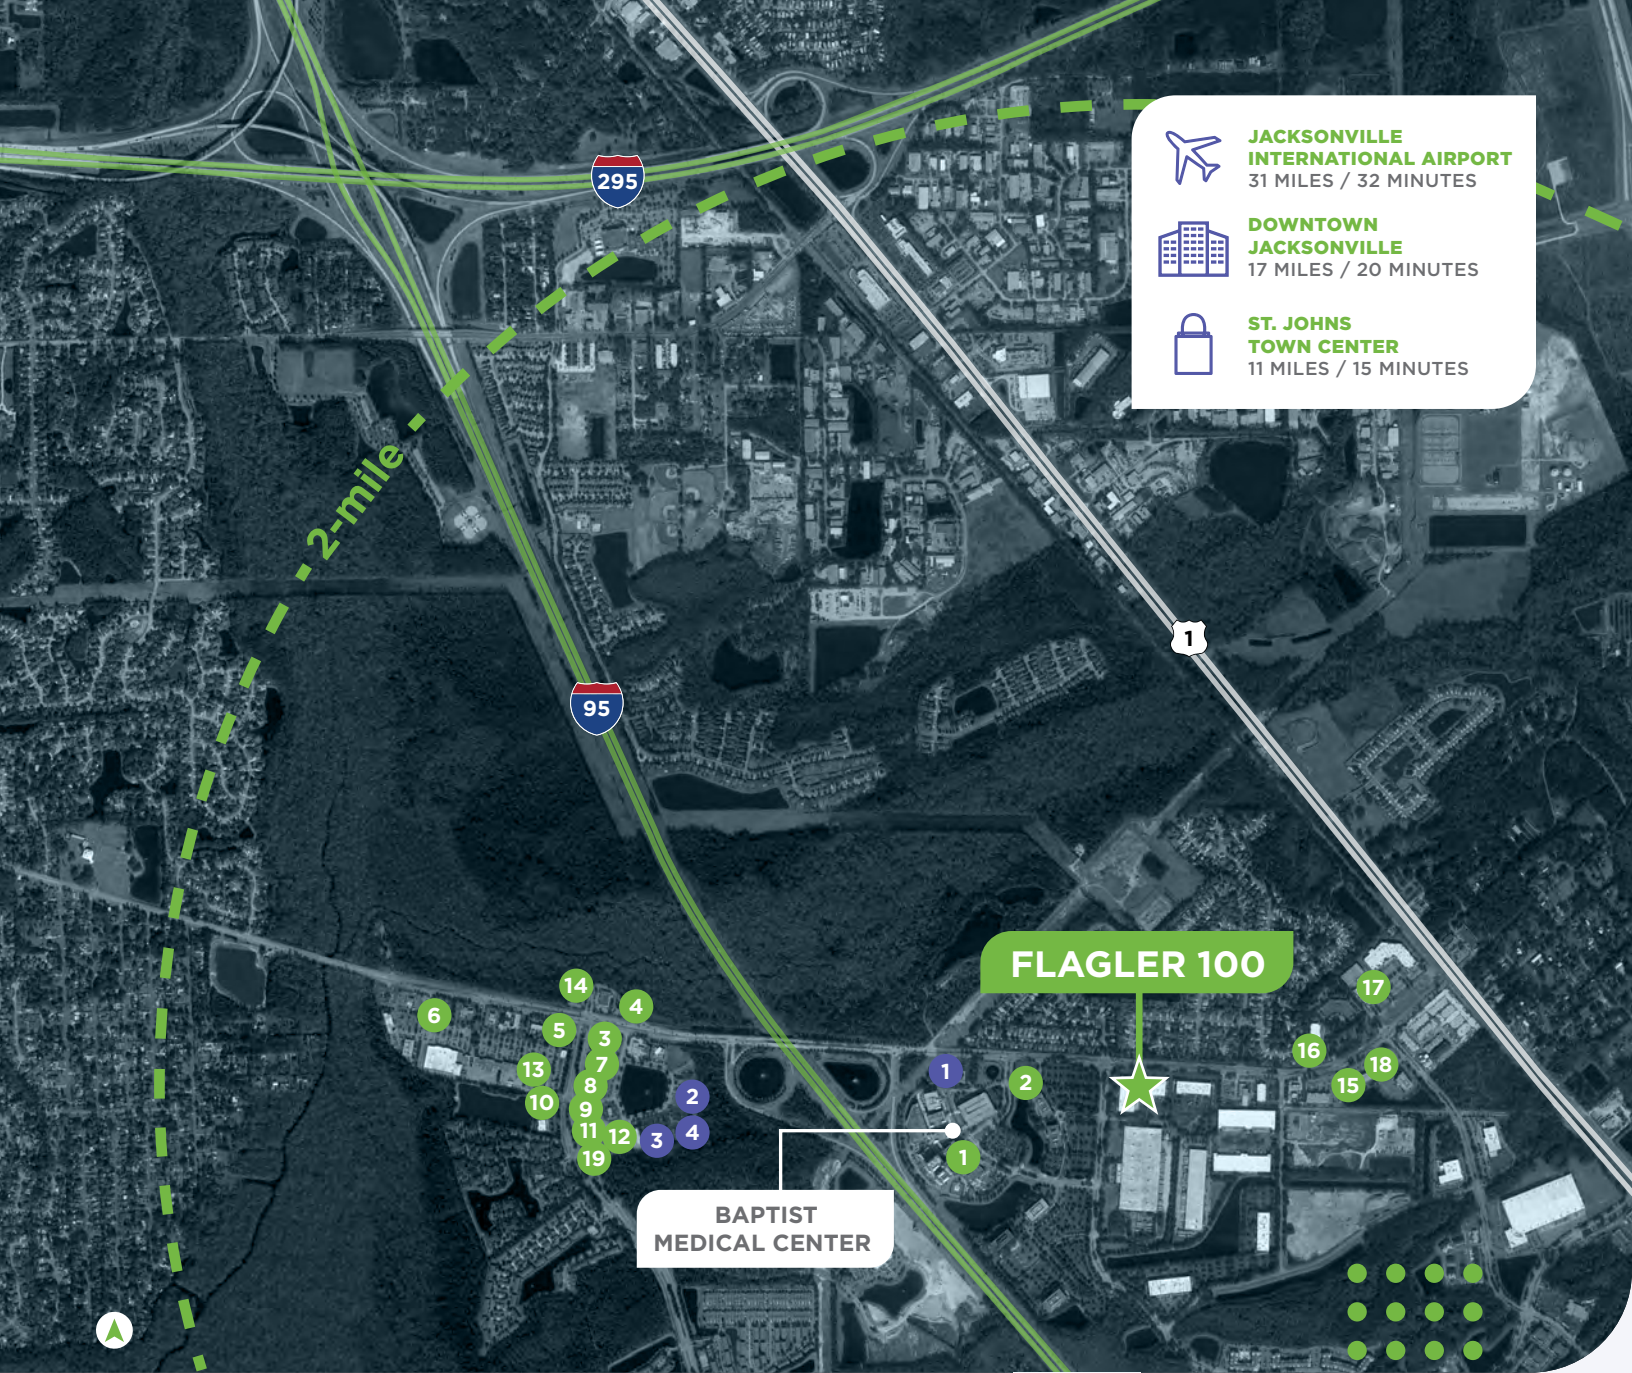 295
JACKSONVILLE
INTERNATIONAL AIRPORT
31 MILES / 32 MINUTES
DOWNTOWN
JACKSONVILLE
17 MILES / 20 MINUTES
ST. JOHNS
TOWN CENTER
11 MILES / 15 MINUTES
2-mile
1
95
FLAGLER 100
14
4
6
5
3
17
16
7
13
8
10
9
11
12
19
2
3
4
1
2
1
18
15
BAPTIST
MEDICAL CENTER